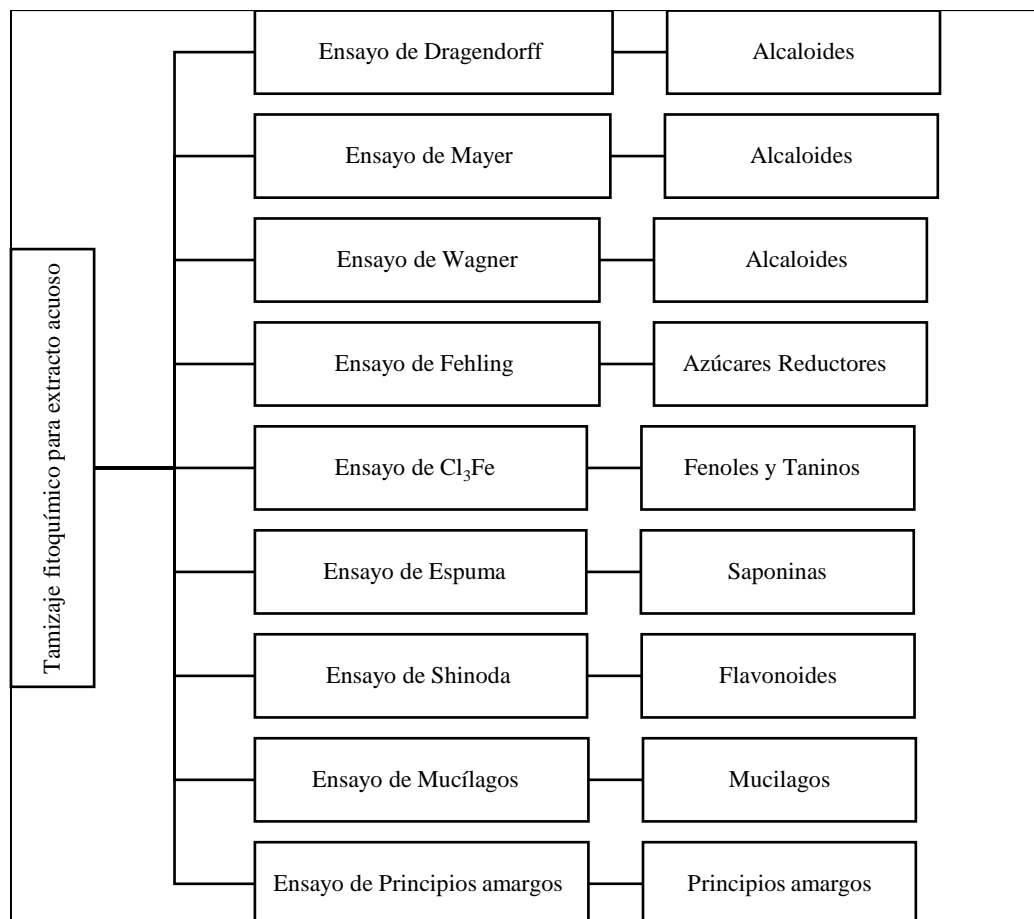 Tamizaje fitoquímico para extracto acuoso
Ensayo de Dragendorff
Alcaloides
Ensayo de Mayer
Alcaloides
Ensayo de Wagner
Alcaloides
Ensayo de Fehling
Azúcares Reductores
Ensayo de Cl₃Fe
Fenoles y Taninos
Ensayo de Espuma
Saponinas
Ensayo de Shinoda
Flavonoides
Ensayo de Mucílagos
Mucilagos
Ensayo de Principios amargos
Principios amargos